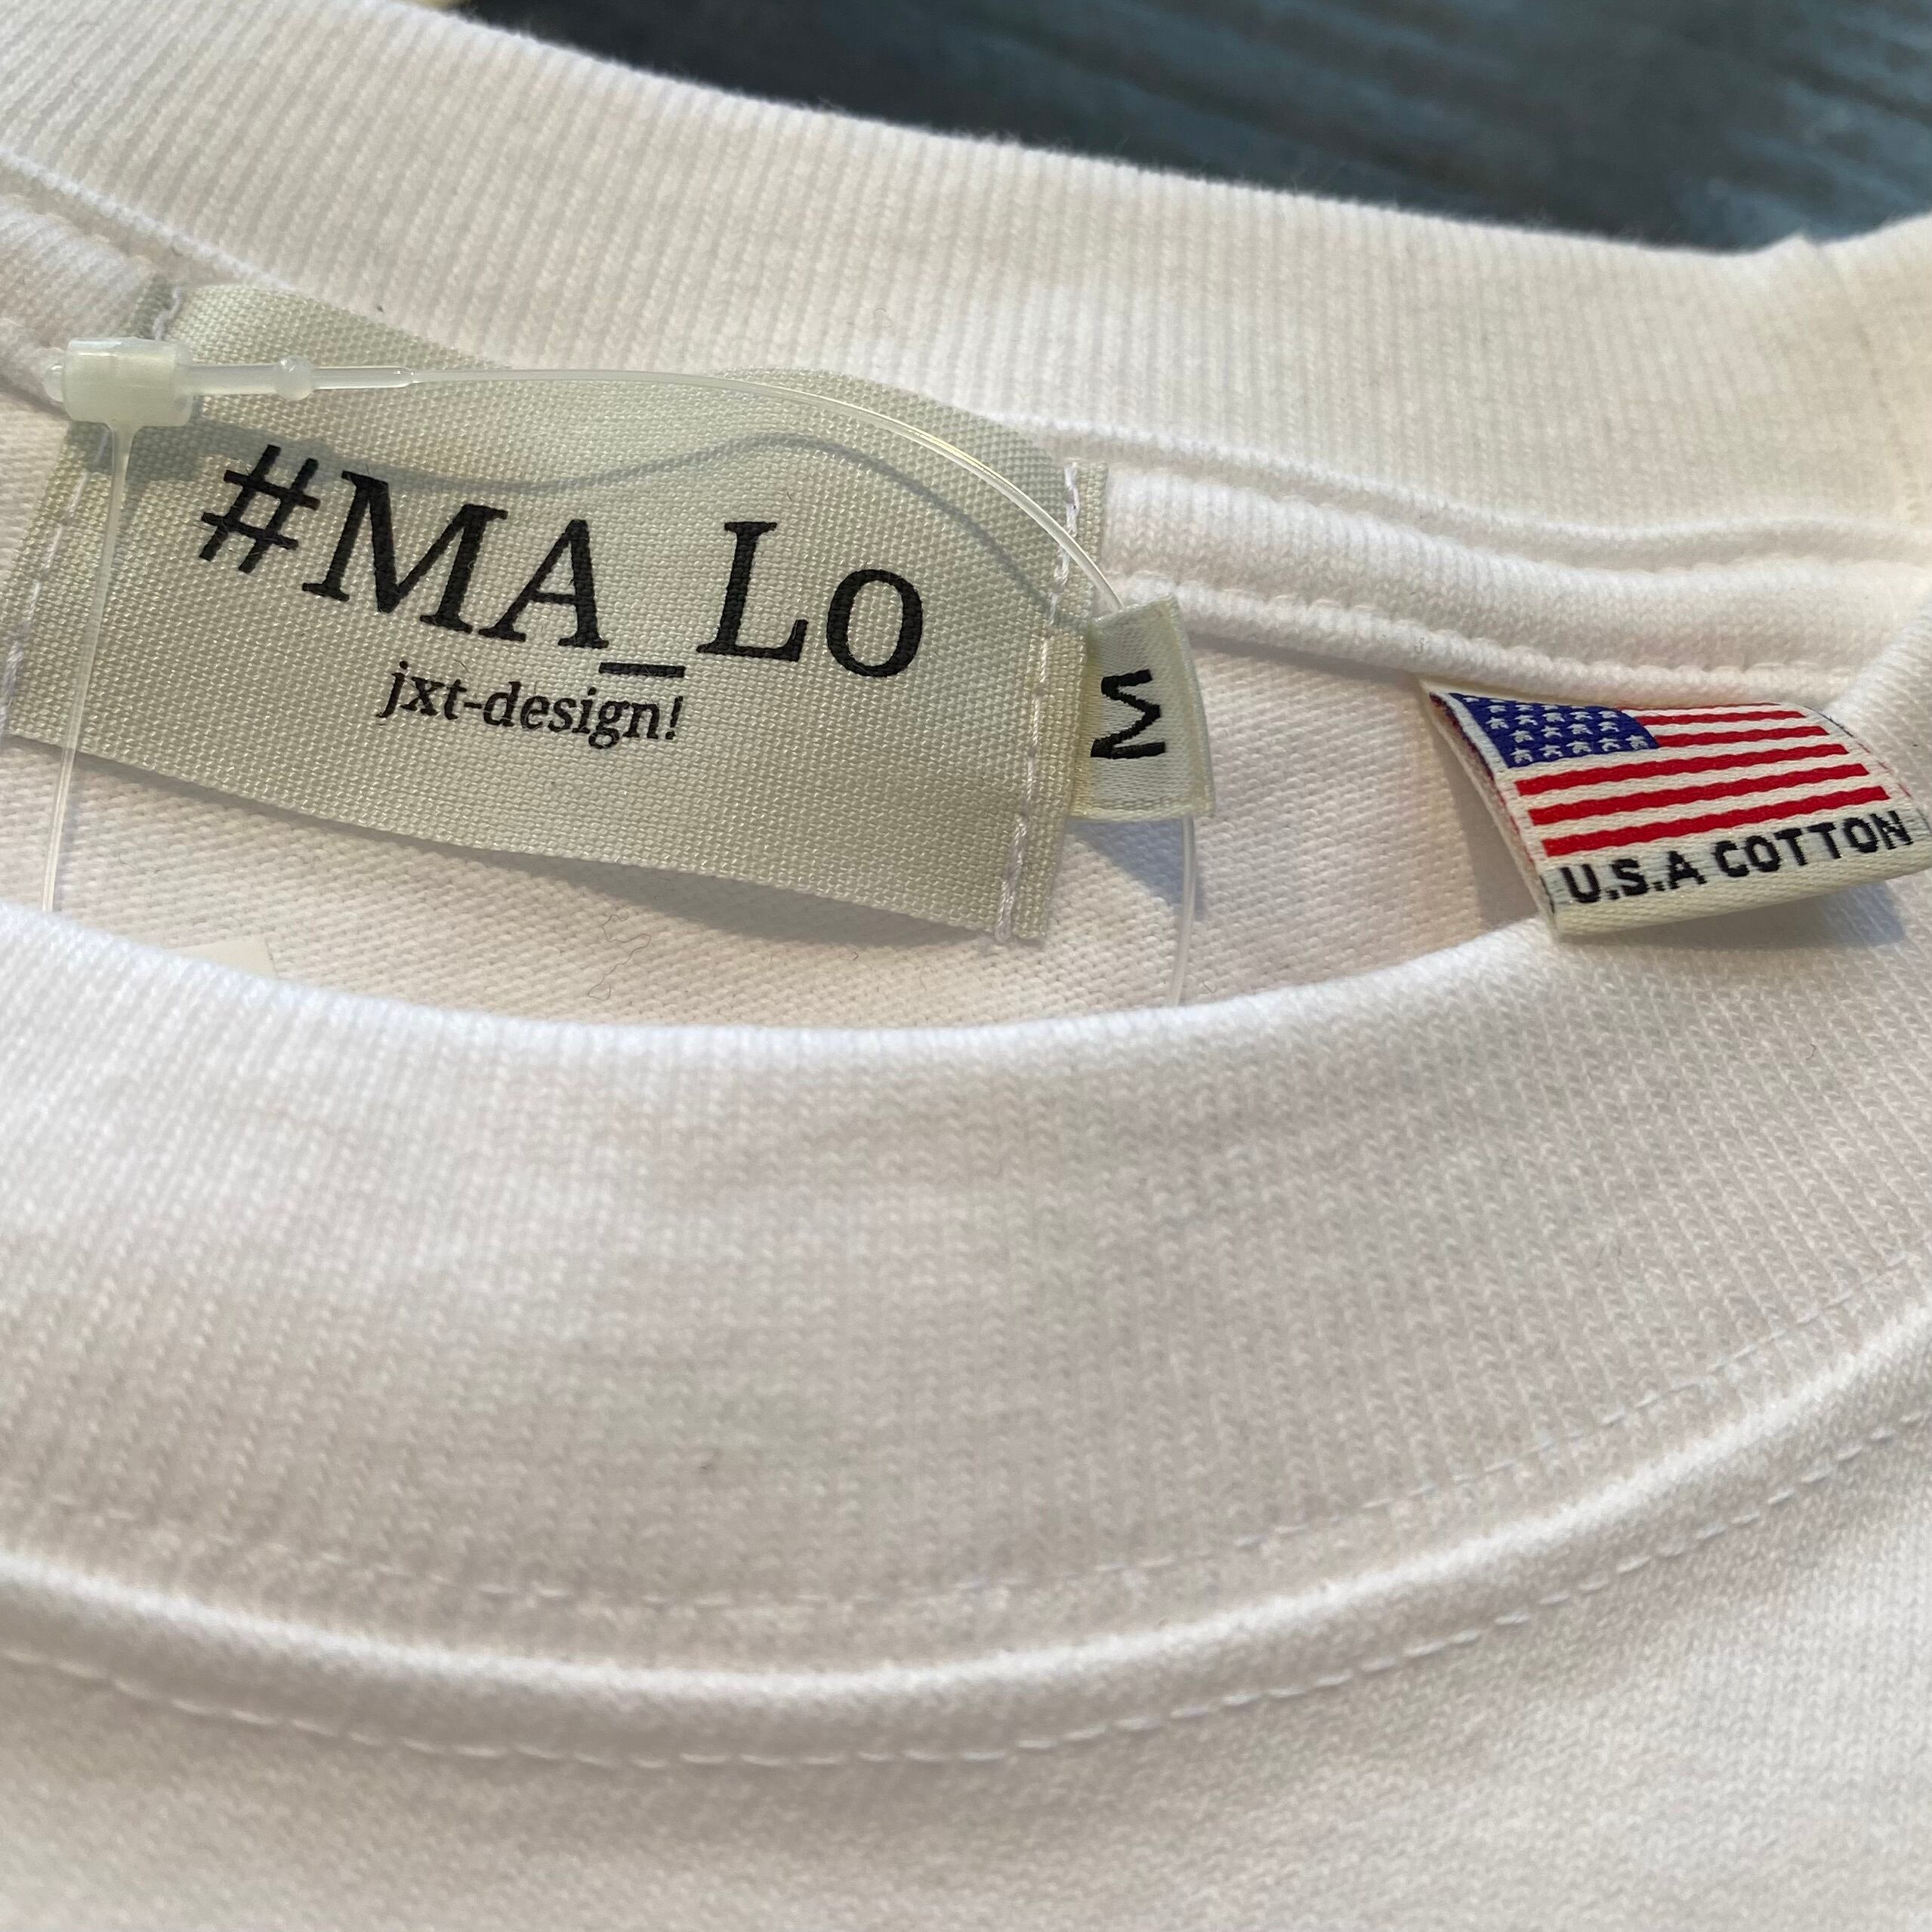 #MA_Lo
jxt-design!
M
U.S.A COTTON